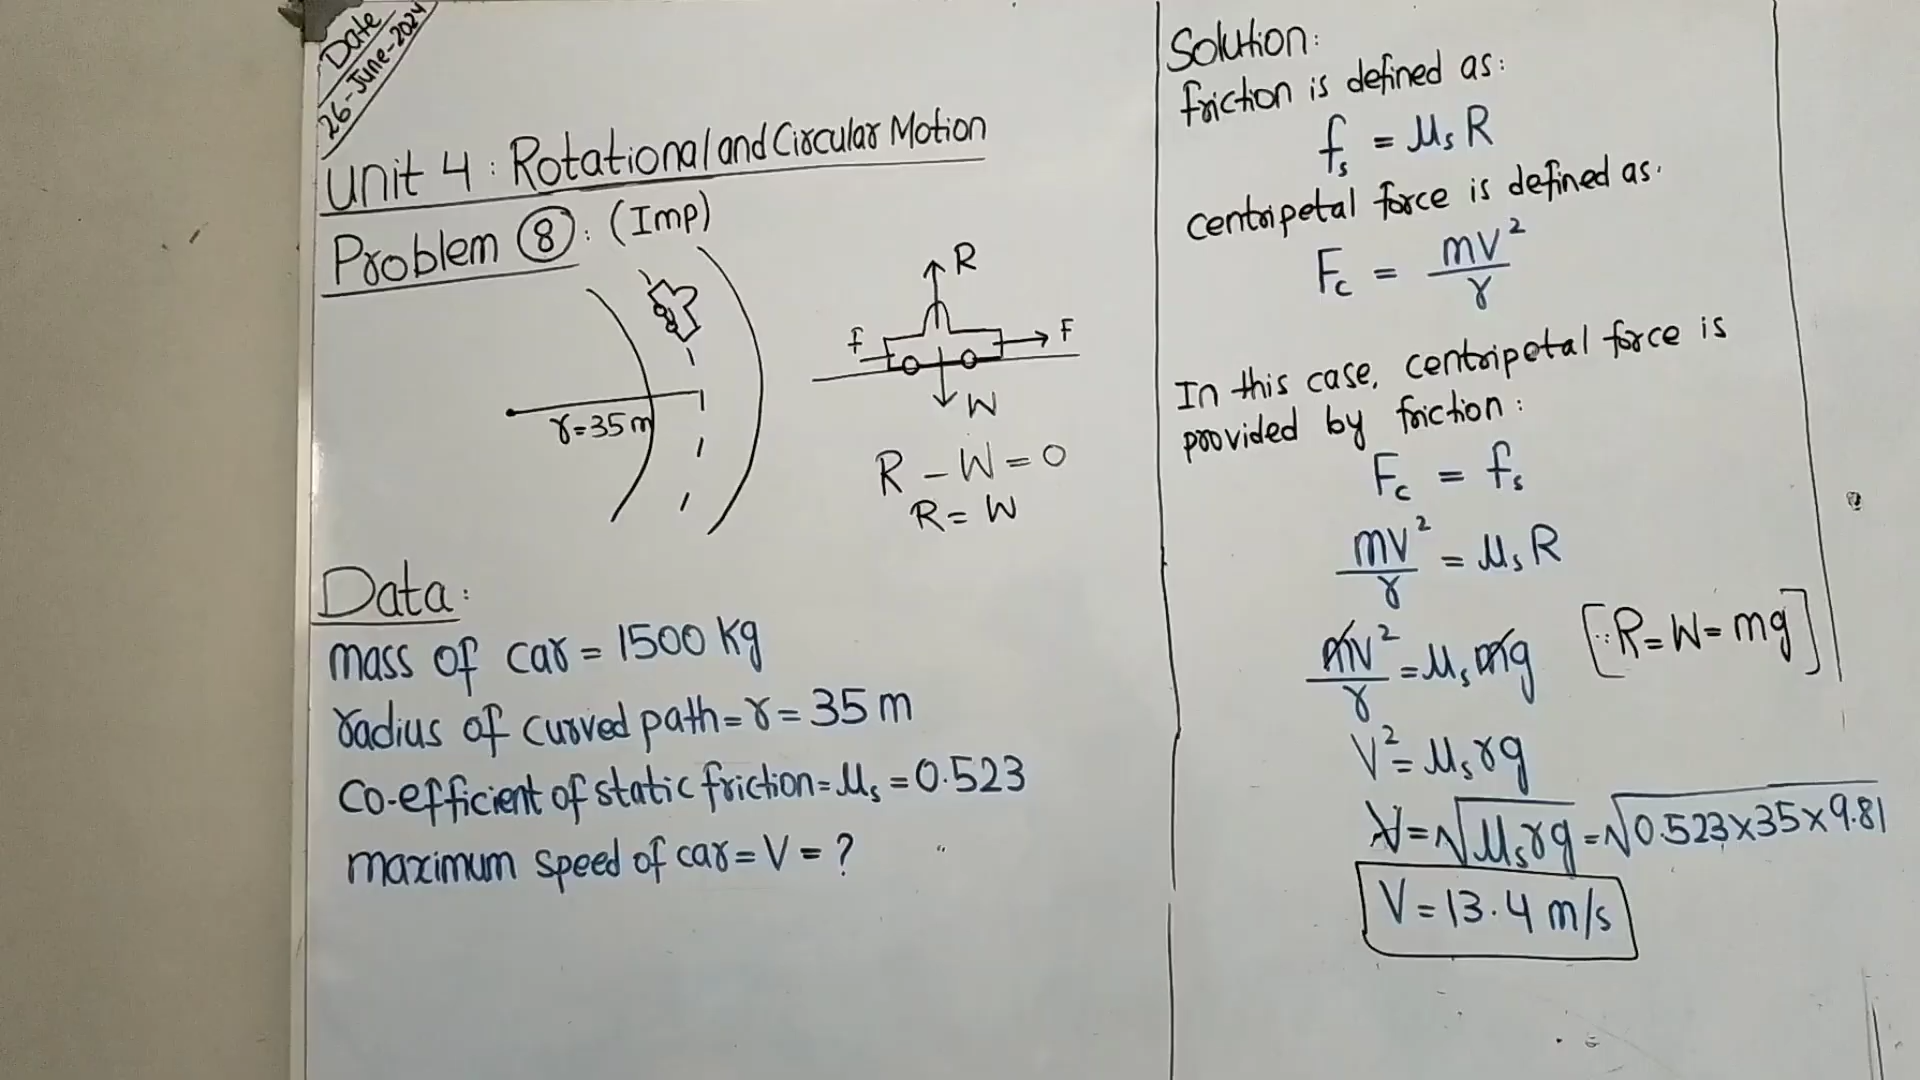 Date
26-June-2024
Unit 4: Rotational and Circular Motion
Problem 8: (Imp)
r=35m
R
f
F
W
R - W = 0
R = W
Data:
mass of car = 1500 kg
radius of curved path = r = 35 m
Co-efficient of static friction = μs = 0.523
maximum speed of car = V = ?
Solution:
friction is defined as:
fs = μs R
centripetal force is defined as.
Fc = mv²/r
In this case, centripetal force is
provided by friction:
Fc = fs
mv²/r = μs R
mv²/r = μs mg [∵ R = W = mg]
V² = μs rg
V = √μs rg = √0.523×35×9.81
V = 13.4 m/s